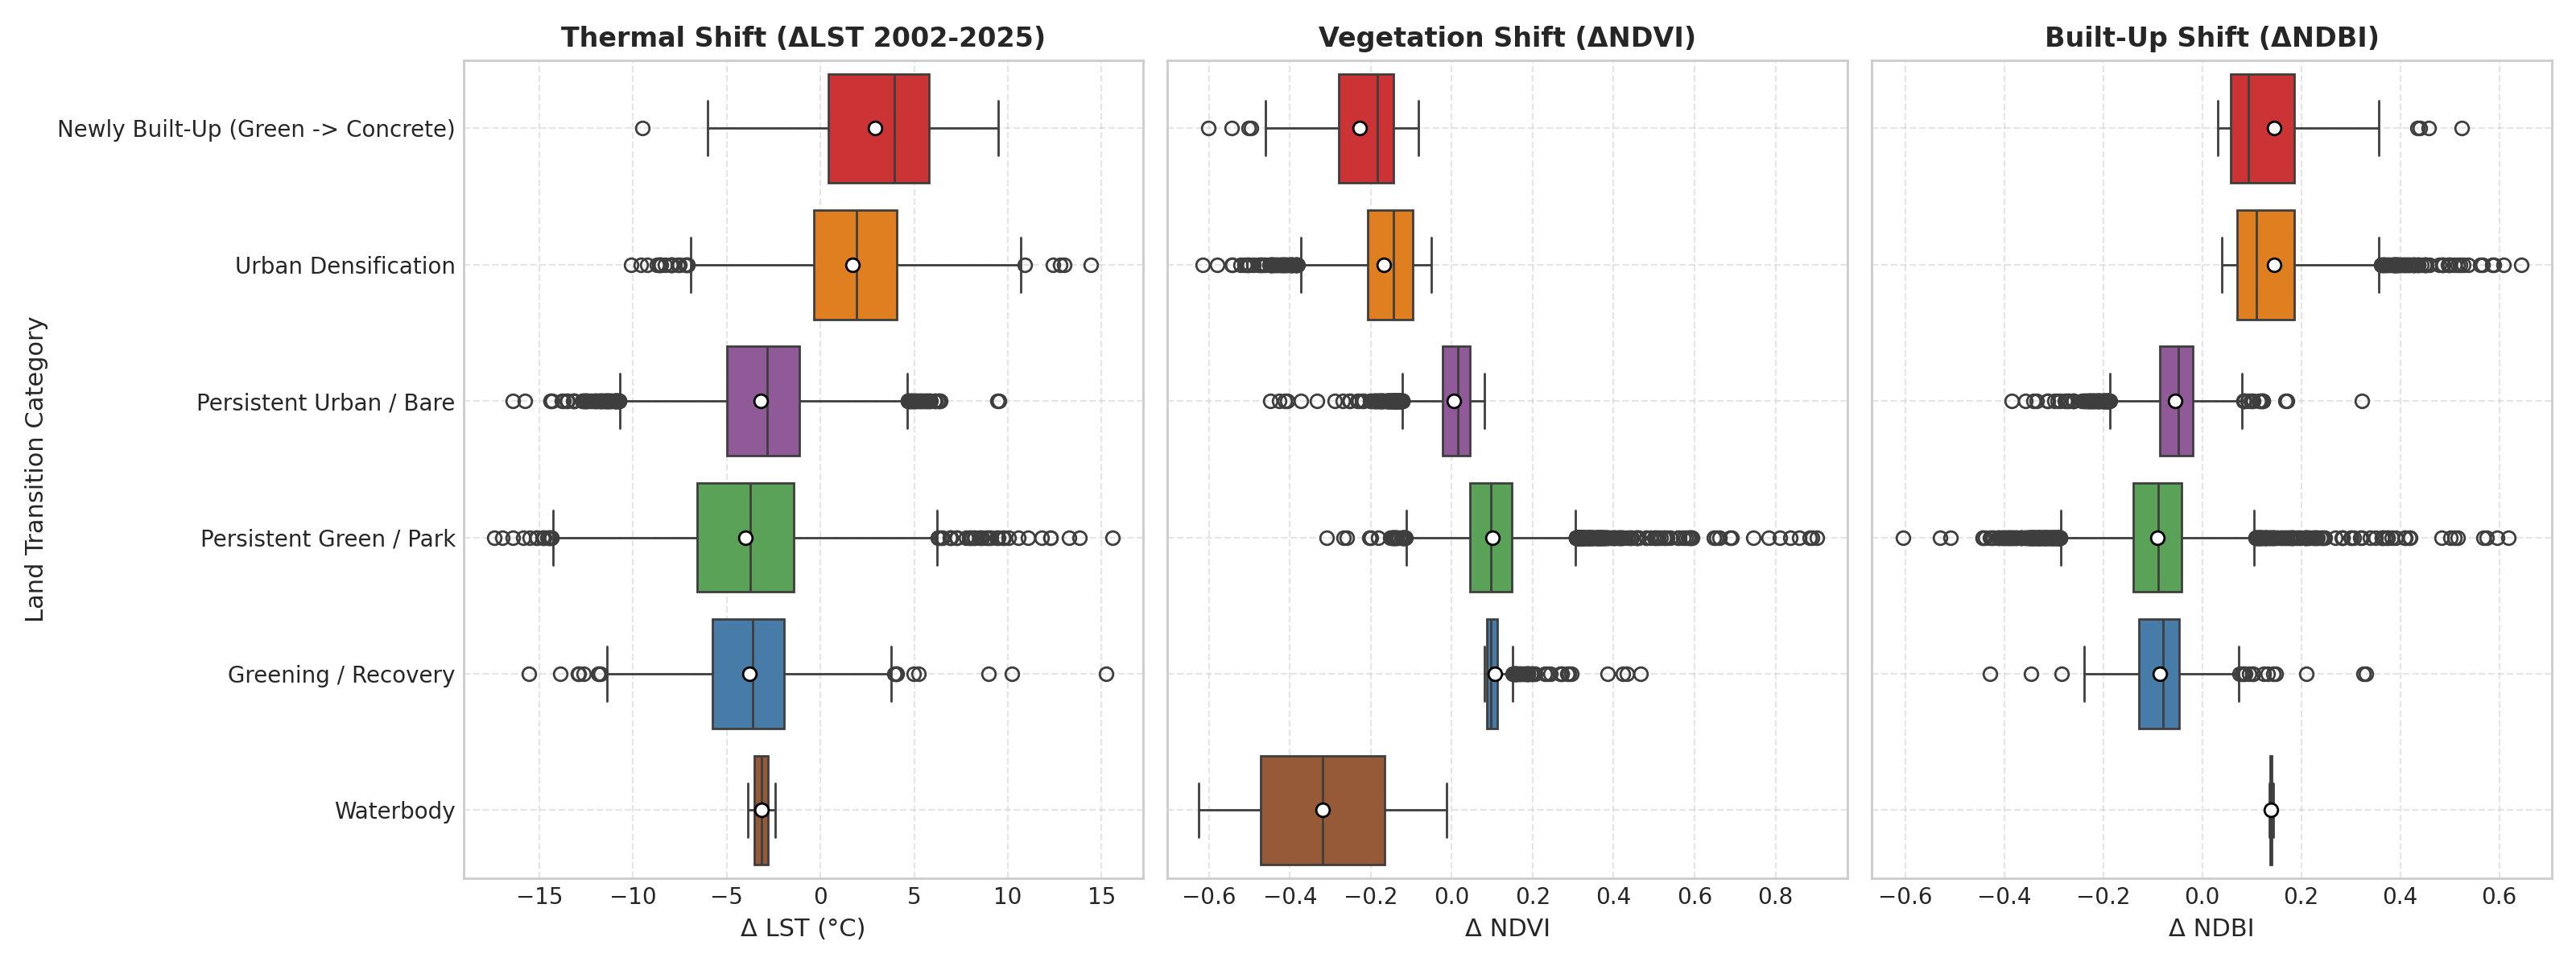 Thermal Shift (ΔLST 2002-2025)
Vegetation Shift (ΔNDVI)
Built-Up Shift (ΔNDBI)
Land Transition Category
Newly Built-Up (Green -> Concrete)
Urban Densification
Persistent Urban / Bare
Persistent Green / Park
Greening / Recovery
Waterbody
−15 −10 −5 0 5 10 15
−0.6 −0.4 −0.2 0.0 0.2 0.4 0.6 0.8
−0.6 −0.4 −0.2 0.0 0.2 0.4 0.6
Δ LST (°C)
Δ NDVI
Δ NDBI